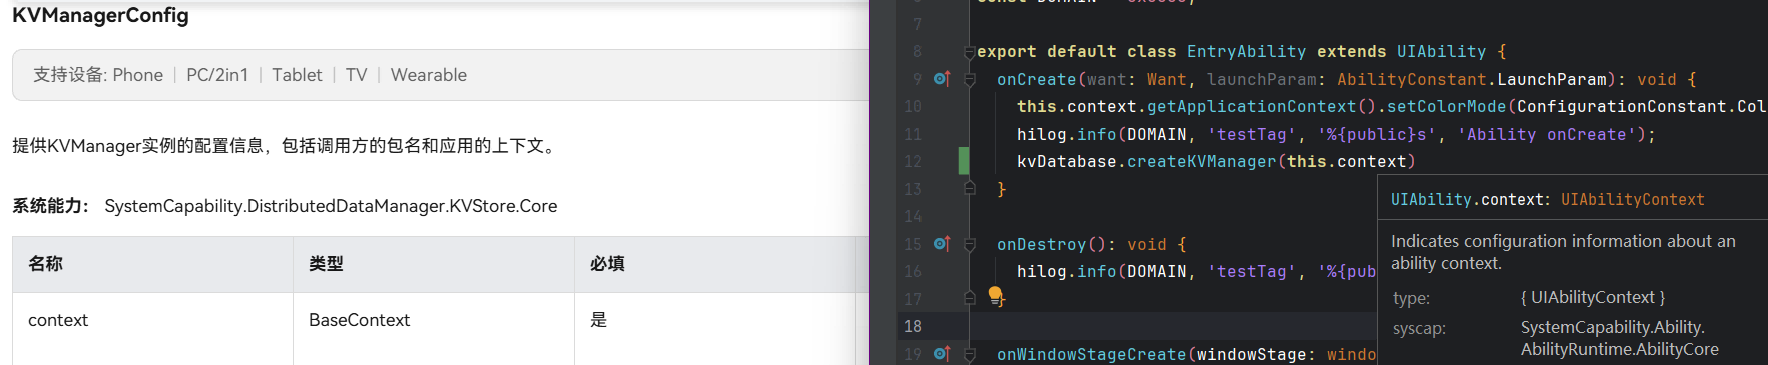 KVManagerConfig
支持设备: Phone | PC/2in1 | Tablet | TV | Wearable
提供KVManager实例的配置信息，包括调用方的包名和应用的上下文。
系统能力： SystemCapability.DistributedDataManager.KVStore.Core
名称 类型 必填
context BaseContext 是
7
8 export default class EntryAbility extends UIAbility {
9 onCreate(want: Want, launchParam: AbilityConstant.LaunchParam): void {
10 this.context.getApplicationContext().setColorMode(ConfigurationConstant.Col
11 hilog.info(DOMAIN, 'testTag', '%{public}s', 'Ability onCreate');
12 kvDatabase.createKVManager(this.context)
13 }
14
15 onDestroy(): void {
16 hilog.info(DOMAIN, 'testTag', '%{pub
17 }
18
19 onWindowStageCreate(windowStage: windo
UIAbility.context: UIAbilityContext
Indicates configuration information about an
ability context.
type: { UIAbilityContext }
syscap: SystemCapability.Ability.
AbilityRuntime.AbilityCore